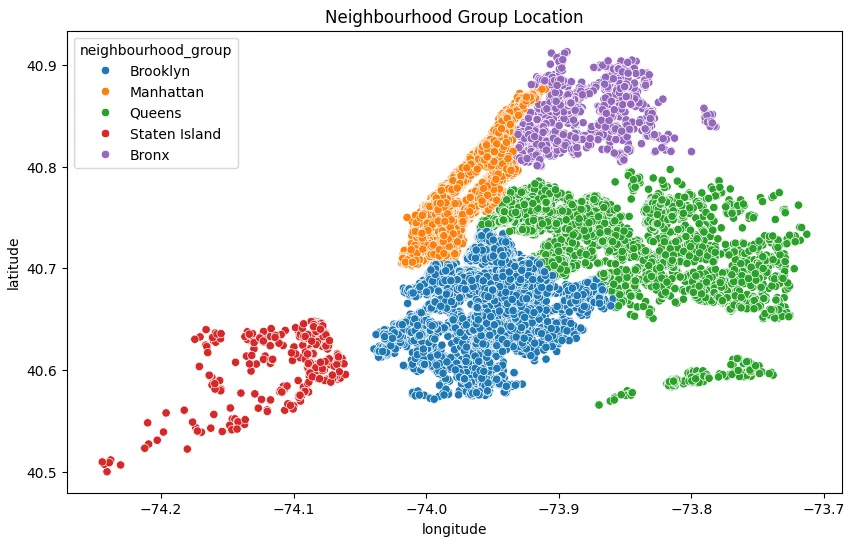 Neighbourhood Group Location
neighbourhood_group
Brooklyn
Manhattan
Queens
Staten Island
Bronx
40.9
40.8
40.7
40.6
40.5
latitude
−74.2
−74.1
−74.0
−73.9
−73.8
−73.7
longitude